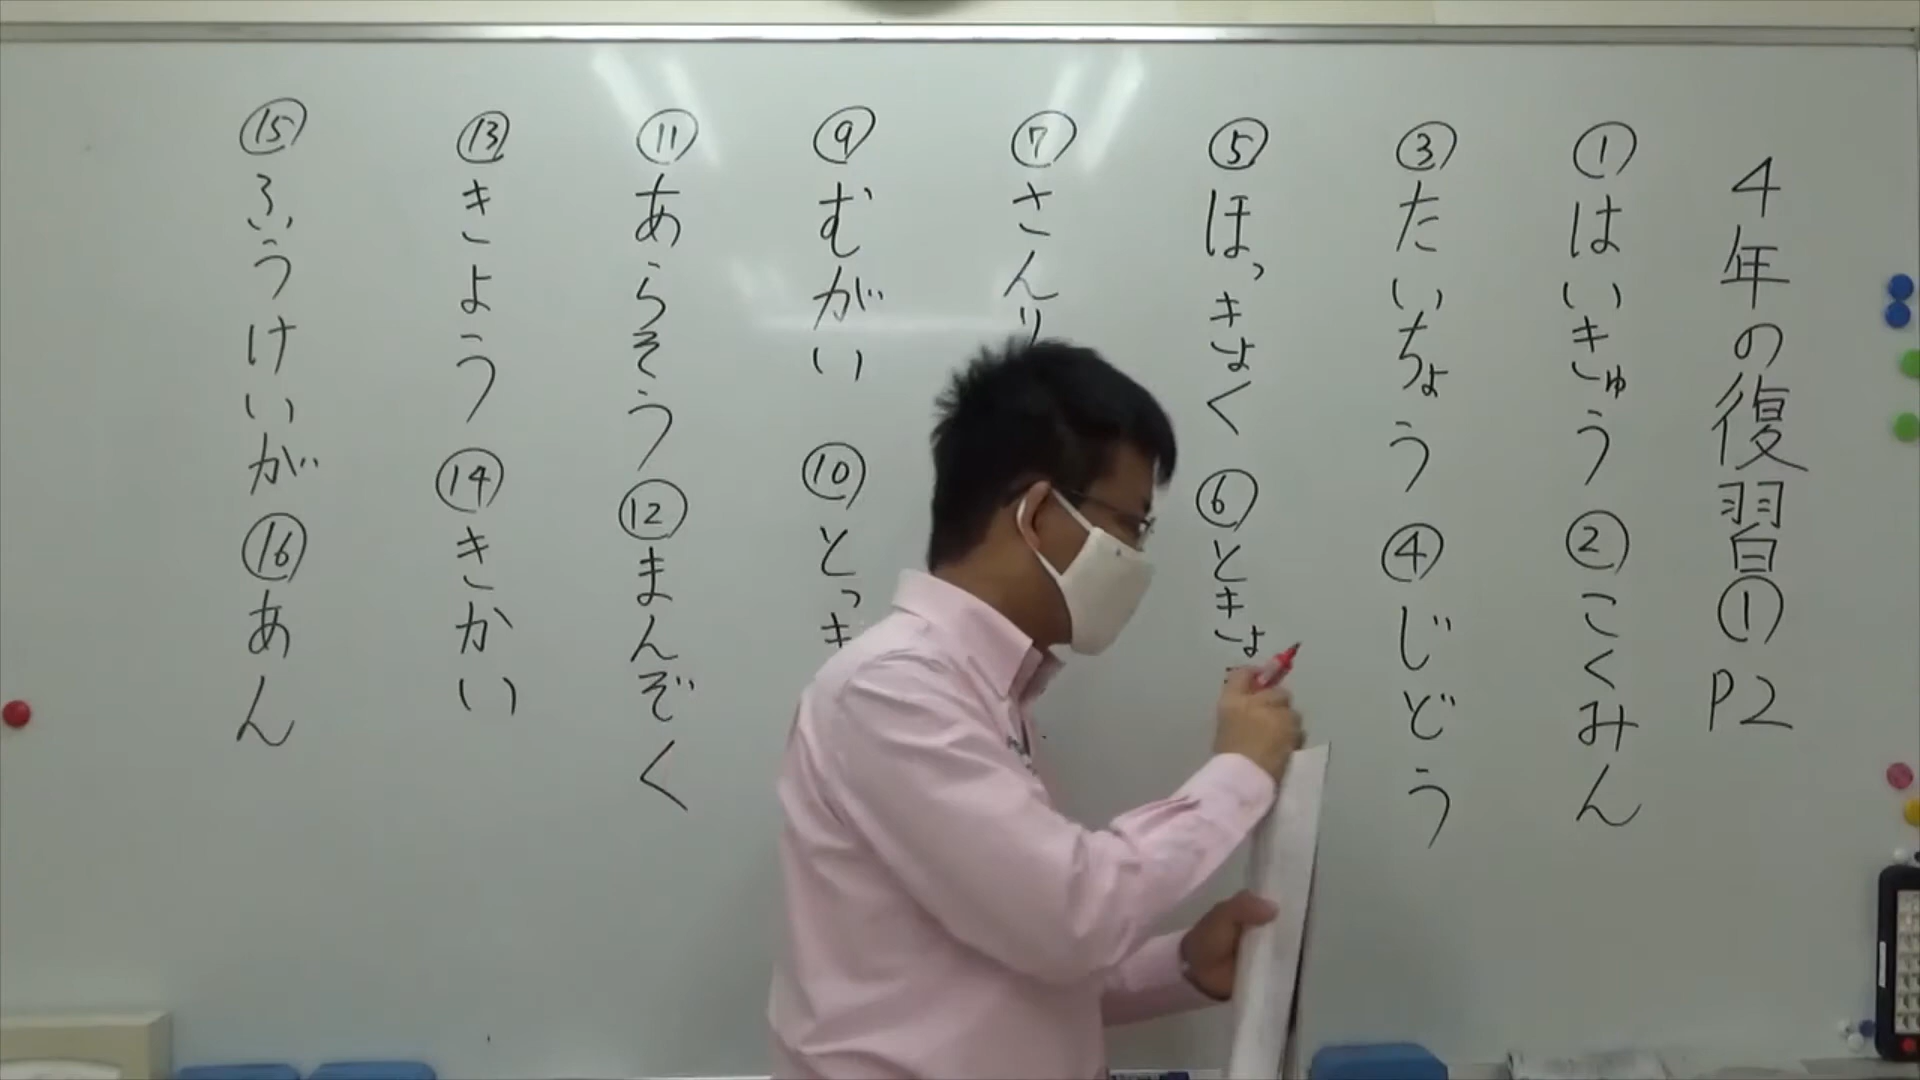 4年の復習① P2
①はいきゅう ②こくみん
③たいちょう ④じどう
⑤ほっきょく ⑥ときょ
⑦さんり
⑨むがい ⑩とっき
⑪あらそう ⑫まんぞく
⑬きよう ⑭きかい
⑮ふうけいが ⑯あん